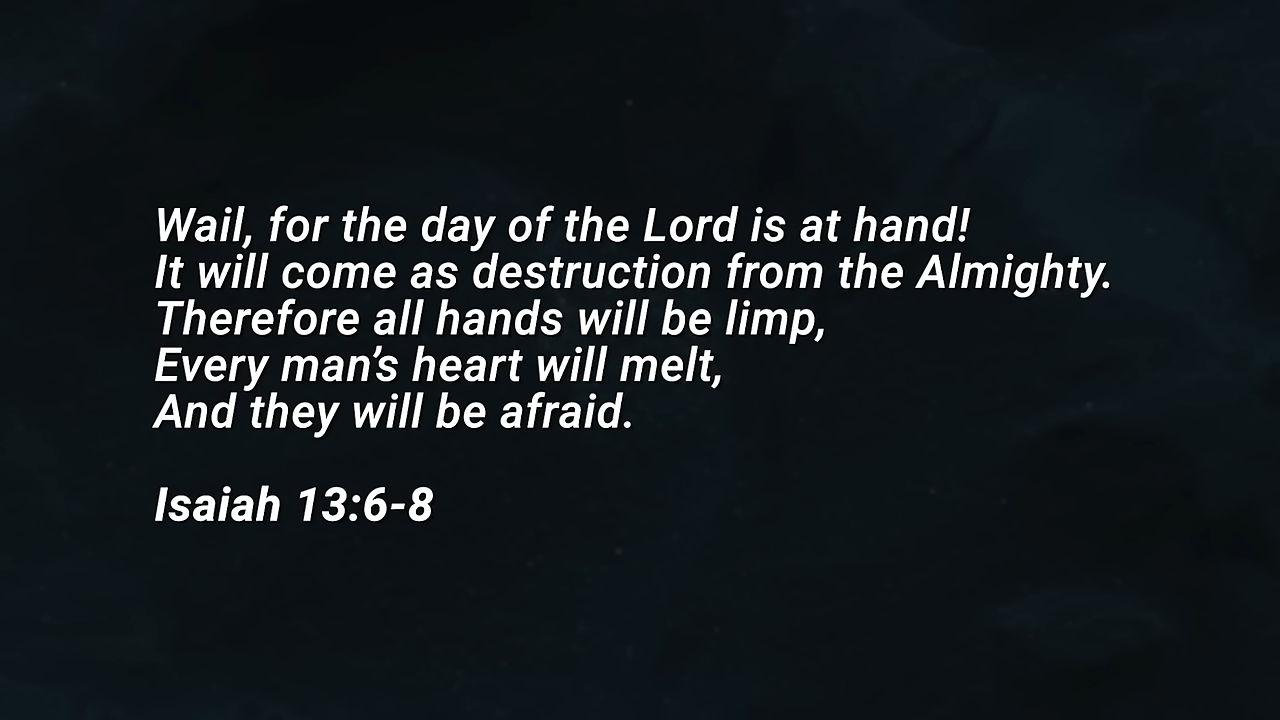 Wail, for the day of the Lord is at hand!
It will come as destruction from the Almighty.
Therefore all hands will be limp,
Every man’s heart will melt,
And they will be afraid.
Isaiah 13:6-8